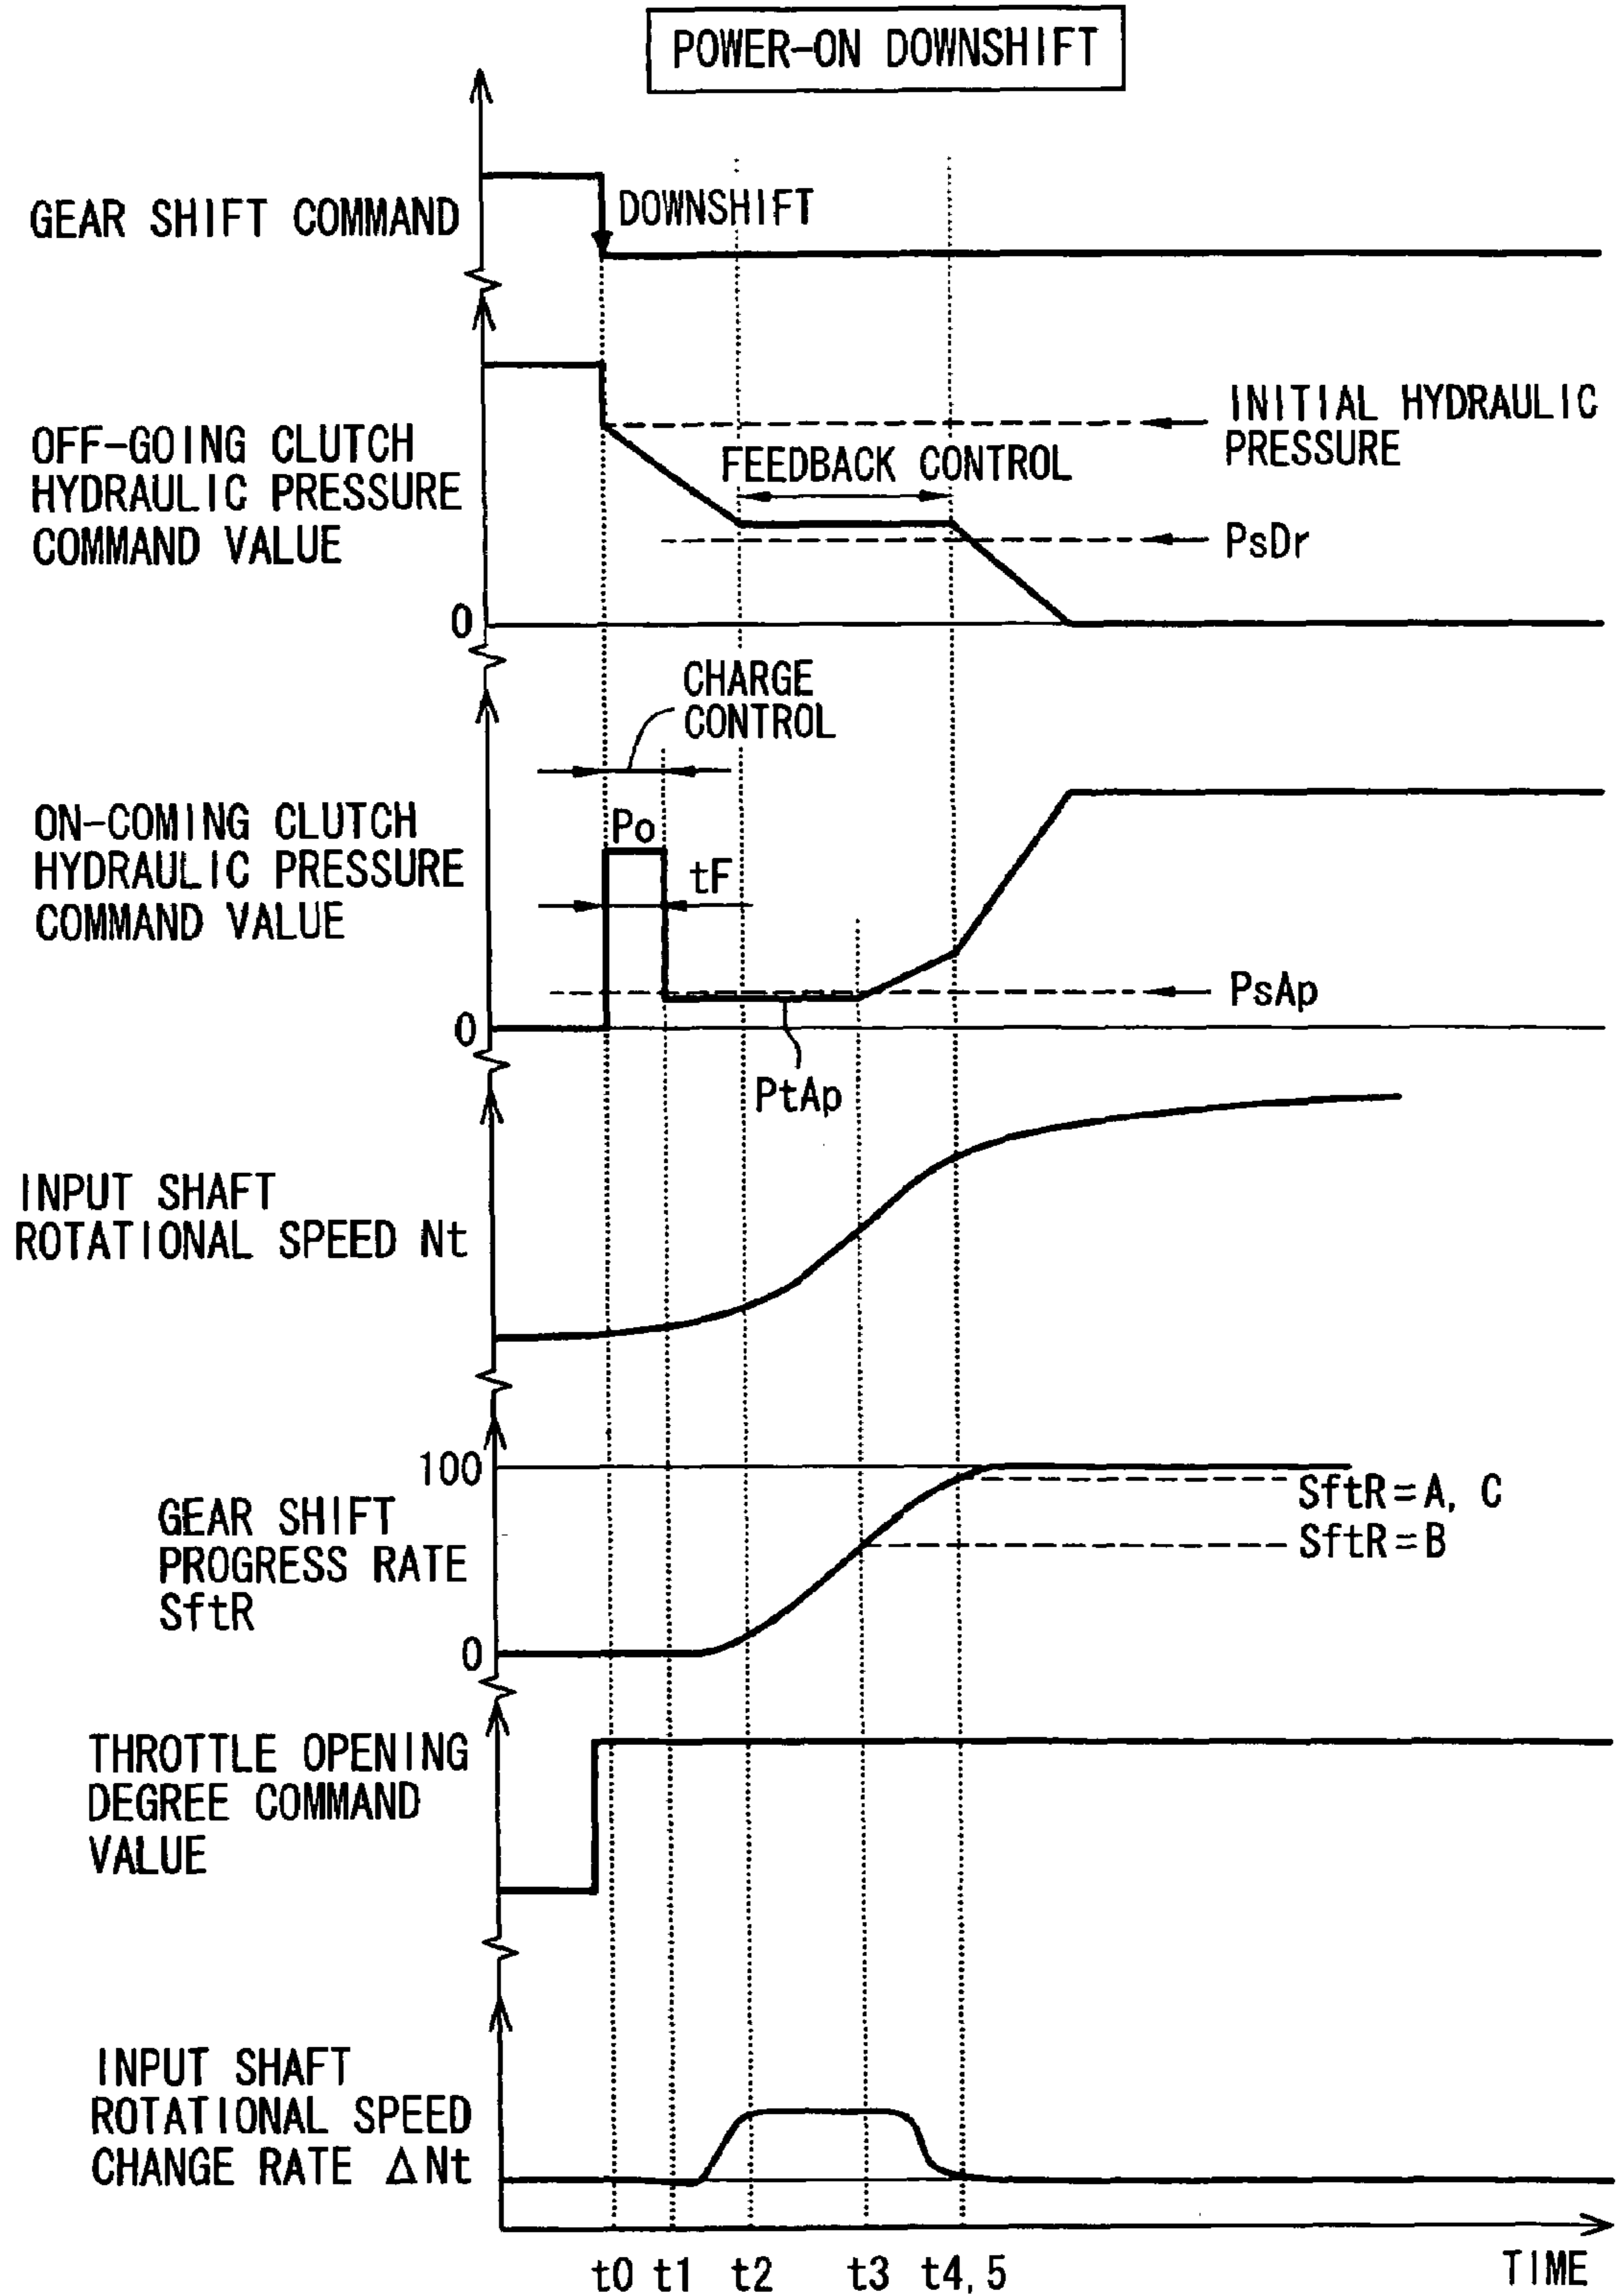 POWER-ON DOWNSHIFT
GEAR SHIFT COMMAND
DOWNSHIFT
OFF-GOING CLUTCH
HYDRAULIC PRESSURE
COMMAND VALUE
INITIAL HYDRAULIC
PRESSURE
FEEDBACK CONTROL
PsDr
0
CHARGE
CONTROL
ON-COMING CLUTCH
HYDRAULIC PRESSURE
COMMAND VALUE
Po
tF
PsAp
0
PtAp
INPUT SHAFT
ROTATIONAL SPEED Nt
100
GEAR SHIFT
PROGRESS RATE
SftR
SftR=A, C
SftR=B
0
THROTTLE OPENING
DEGREE COMMAND
VALUE
INPUT SHAFT
ROTATIONAL SPEED
CHANGE RATE ΔNt
t0 t1 t2 t3 t4, 5 TIME